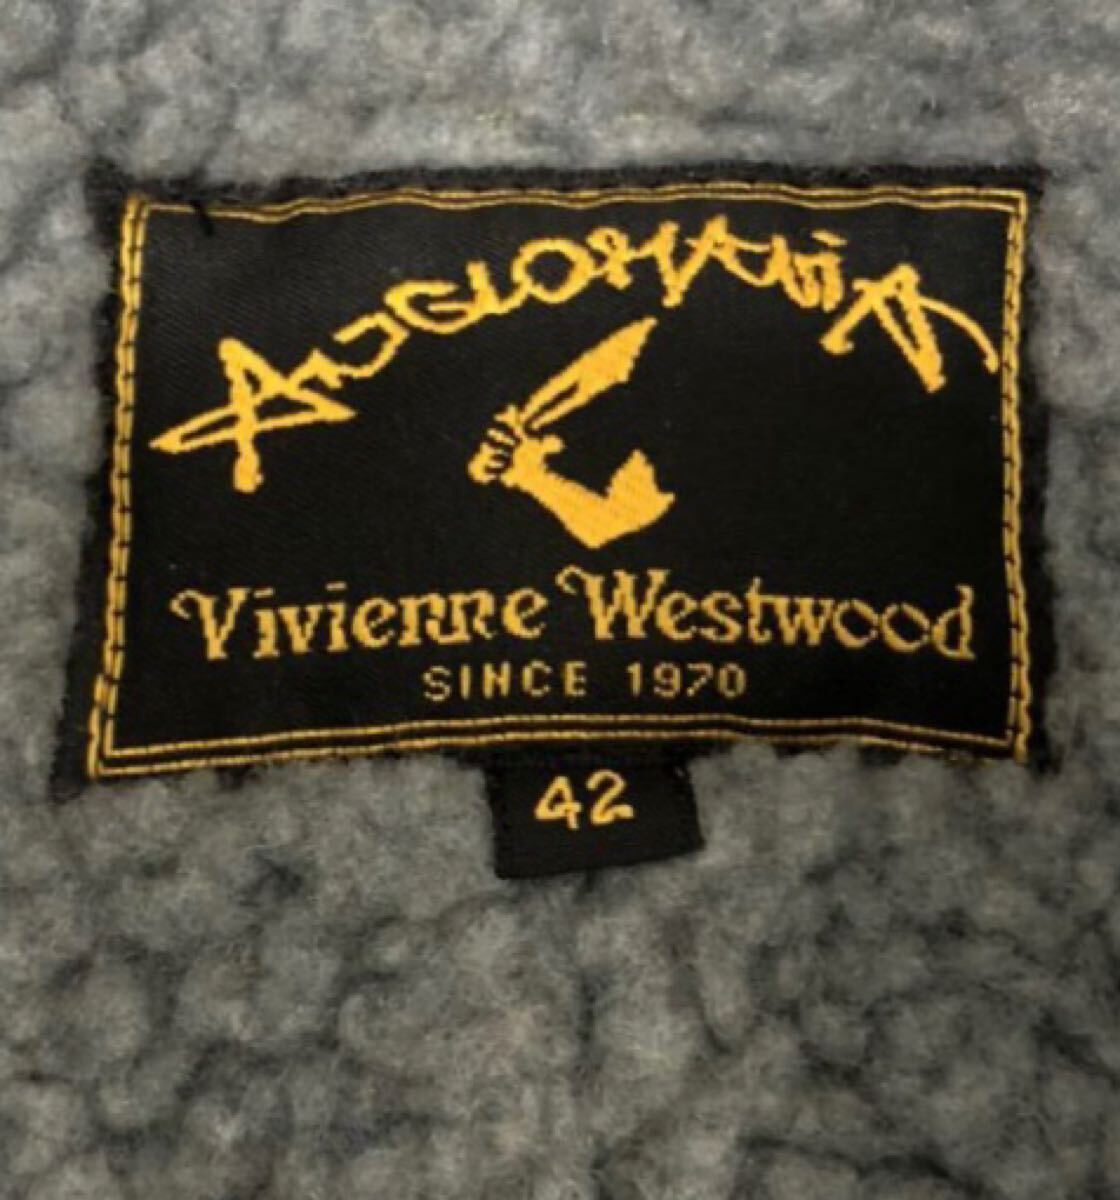 ANGLOMANiA
Vivienne Westwood
SINCE 1970
42